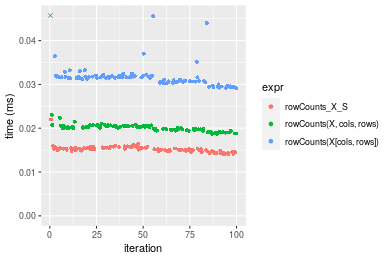 0.04
0.03
0.02
0.01
0.00
time (ms)
0
25
50
75
100
iteration
expr
rowCounts_X_S
rowCounts(X, cols, rows)
rowCounts(X[cols, rows])